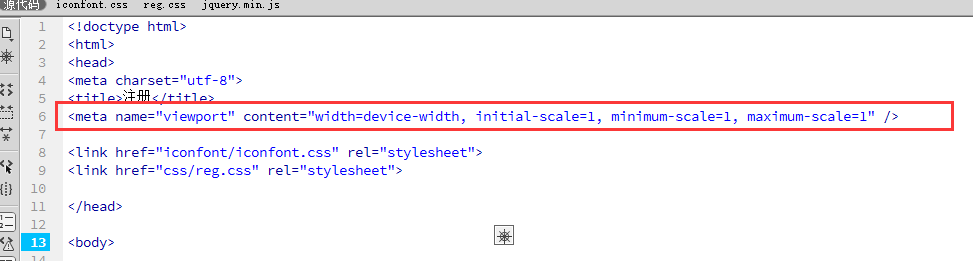 源代码 iconfont.css reg.css jquery.min.js
1 <!doctype html>
2 <html>
3 <head>
4 <meta charset="utf-8">
5 <title>注册</title>
6 <meta name="viewport" content="width=device-width, initial-scale=1, minimum-scale=1, maximum-scale=1" />
7
8 <link href="iconfont/iconfont.css" rel="stylesheet">
9 <link href="css/reg.css" rel="stylesheet">
10
11 </head>
12
13 <body>